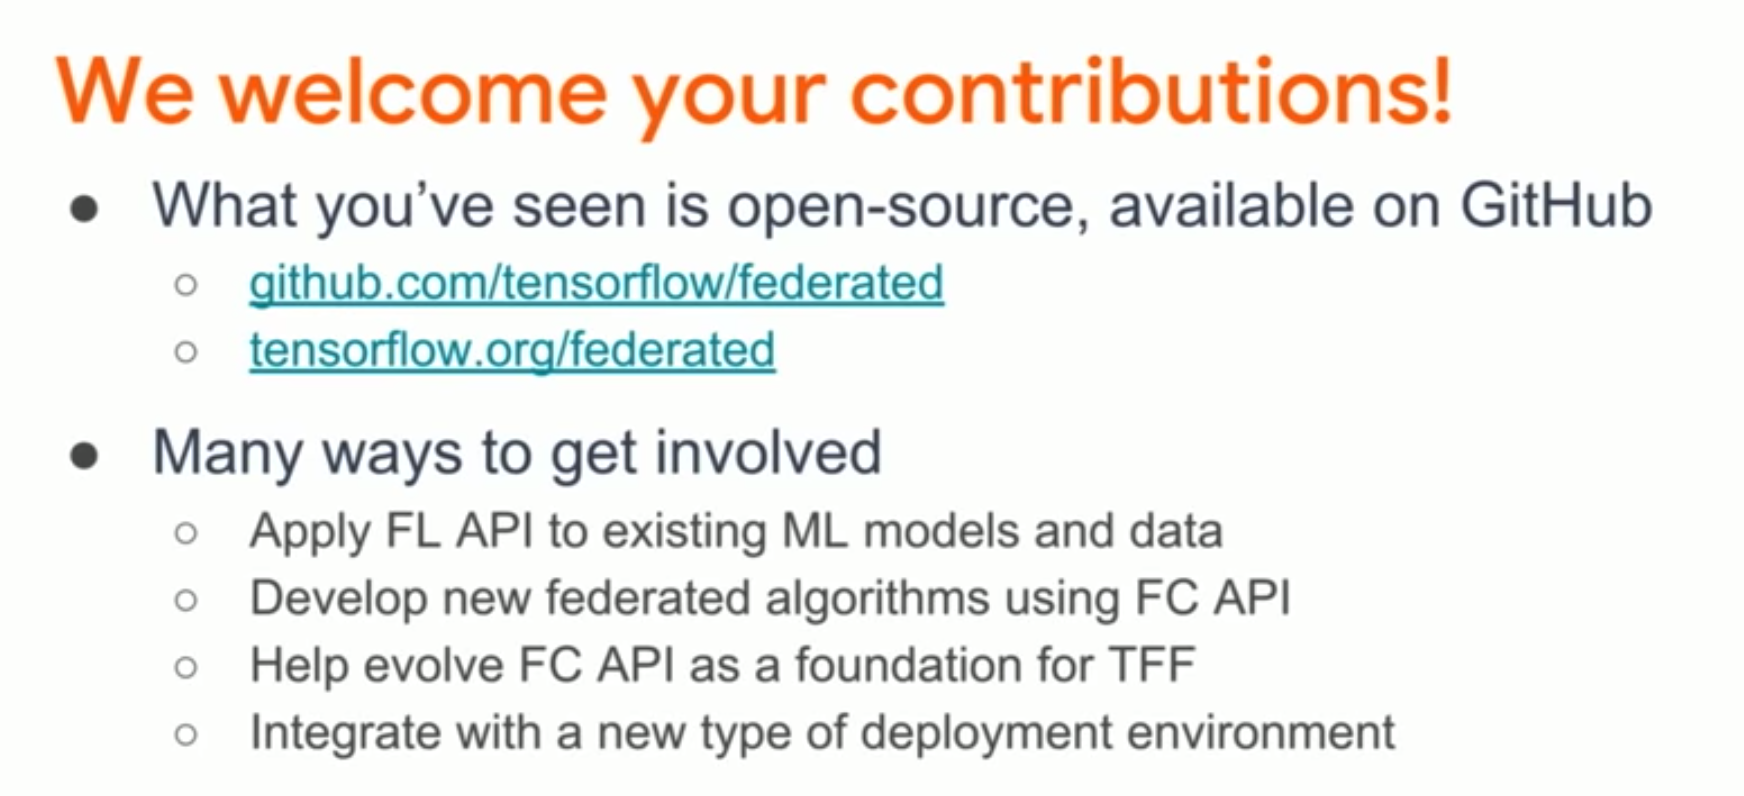 We welcome your contributions!
● What you’ve seen is open-source, available on GitHub
○ github.com/tensorflow/federated
○ tensorflow.org/federated
● Many ways to get involved
○ Apply FL API to existing ML models and data
○ Develop new federated algorithms using FC API
○ Help evolve FC API as a foundation for TFF
○ Integrate with a new type of deployment environment